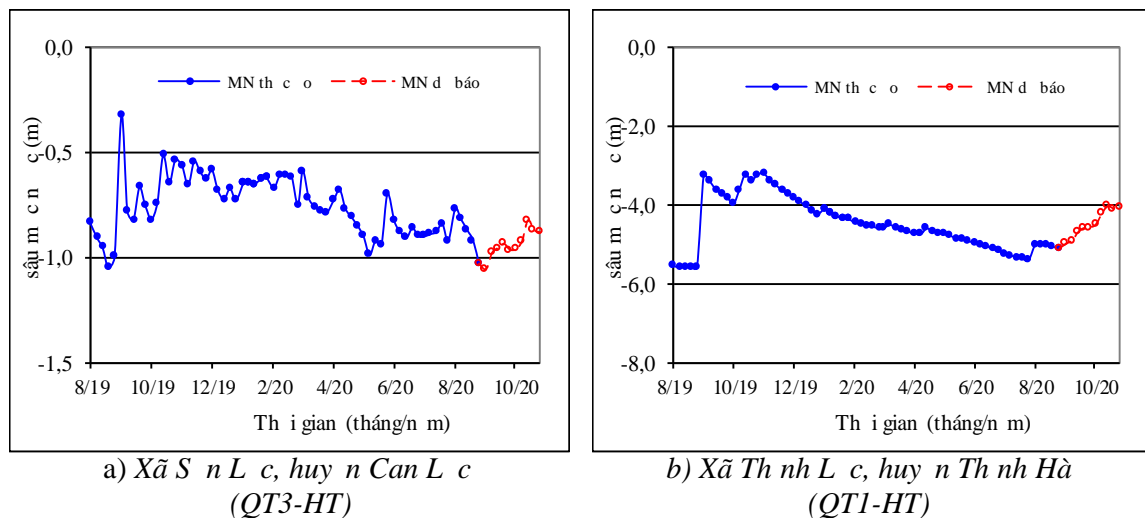 0,0
-0,5
-1,0
-1,5
sâu m c n c (m)
MN th c o
MN d báo
8/19 10/19 12/19 2/20 4/20 6/20 8/20 10/20
Th i gian (tháng/n m)
a) Xã S n L c, huy n Can L c
(QT3-HT)
0,0
-2,0
-4,0
-6,0
-8,0
sâu m c n c (m)
MN th c o
MN d báo
8/19 10/19 12/19 2/20 4/20 6/20 8/20 10/20
Th i gian (tháng/n m)
b) Xã Th nh L c, huy n Th nh Hà
(QT1-HT)